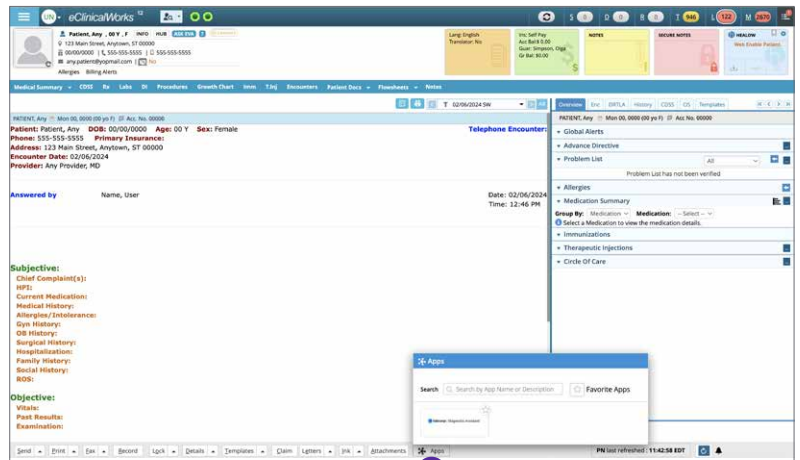 UN eClinicalWorks 12
S 0 D 0 R 0 T 946 L 122 M 2670
Patient, Any , 00 Y , F INFO HUB ASK EVA
123 Main Street, Anytown, ST 00000
00/00/0000 | 555-555-5555 | 555-555-5555
any.patient@yopmail.com | No
Allergies Billing Alerts
Lang: English
Translator: No
Ins: Self Pay
Acc Bal: $ 0.00
Guar: Simpson, Olga
Gr Bal: $0.00
NOTES
SECURE NOTES
HEALOW
Web Enable Patient
Medical Summary CDSS Rx Labs DI Procedures Growth Chart Imm T.Inj Encounters Patient Docs Flowsheets Notes
T 02/06/2024 SW
Overview Enc DRTLA History CDSS OS Templates
PATIENT, Any Mon 00, 0000 (00 yo F) Acc No. 00000
Patient: Patient, Any DOB: 00/00/0000 Age: 00 Y Sex: Female
Phone: 555-555-5555 Primary Insurance:
Address: 123 Main Street, Anytown, ST 00000
Encounter Date: 02/06/2024
Provider: Any Provider, MD
Telephone Encounter:
Answered by Name, User
Date: 02/06/2024
Time: 12:46 PM
Subjective:
Chief Complaint(s):
HPI:
Current Medication:
Medical History:
Allergies/Intolerance:
Gyn History:
OB History:
Surgical History:
Hospitalization:
Family History:
Social History:
ROS:
Objective:
Vitals:
Past Results:
Examination:
PATIENT, Any Mon 00, 0000 (00 yo F) Acc No. 00000
Global Alerts
Advance Directive
Problem List All
Problem List has not been verified
Allergies
Medication Summary
Group By: Medication Medication: -- Select --
Select a Medication to view the medication details.
Immunizations
Therapeutic Injections
Circle Of Care
Apps
Search Search by App Name or Description Favorite Apps
Send Print Fax Record Lock Details Templates Claim Letters Ink Attachments Apps
PN last refreshed : 11:42:58 EDT